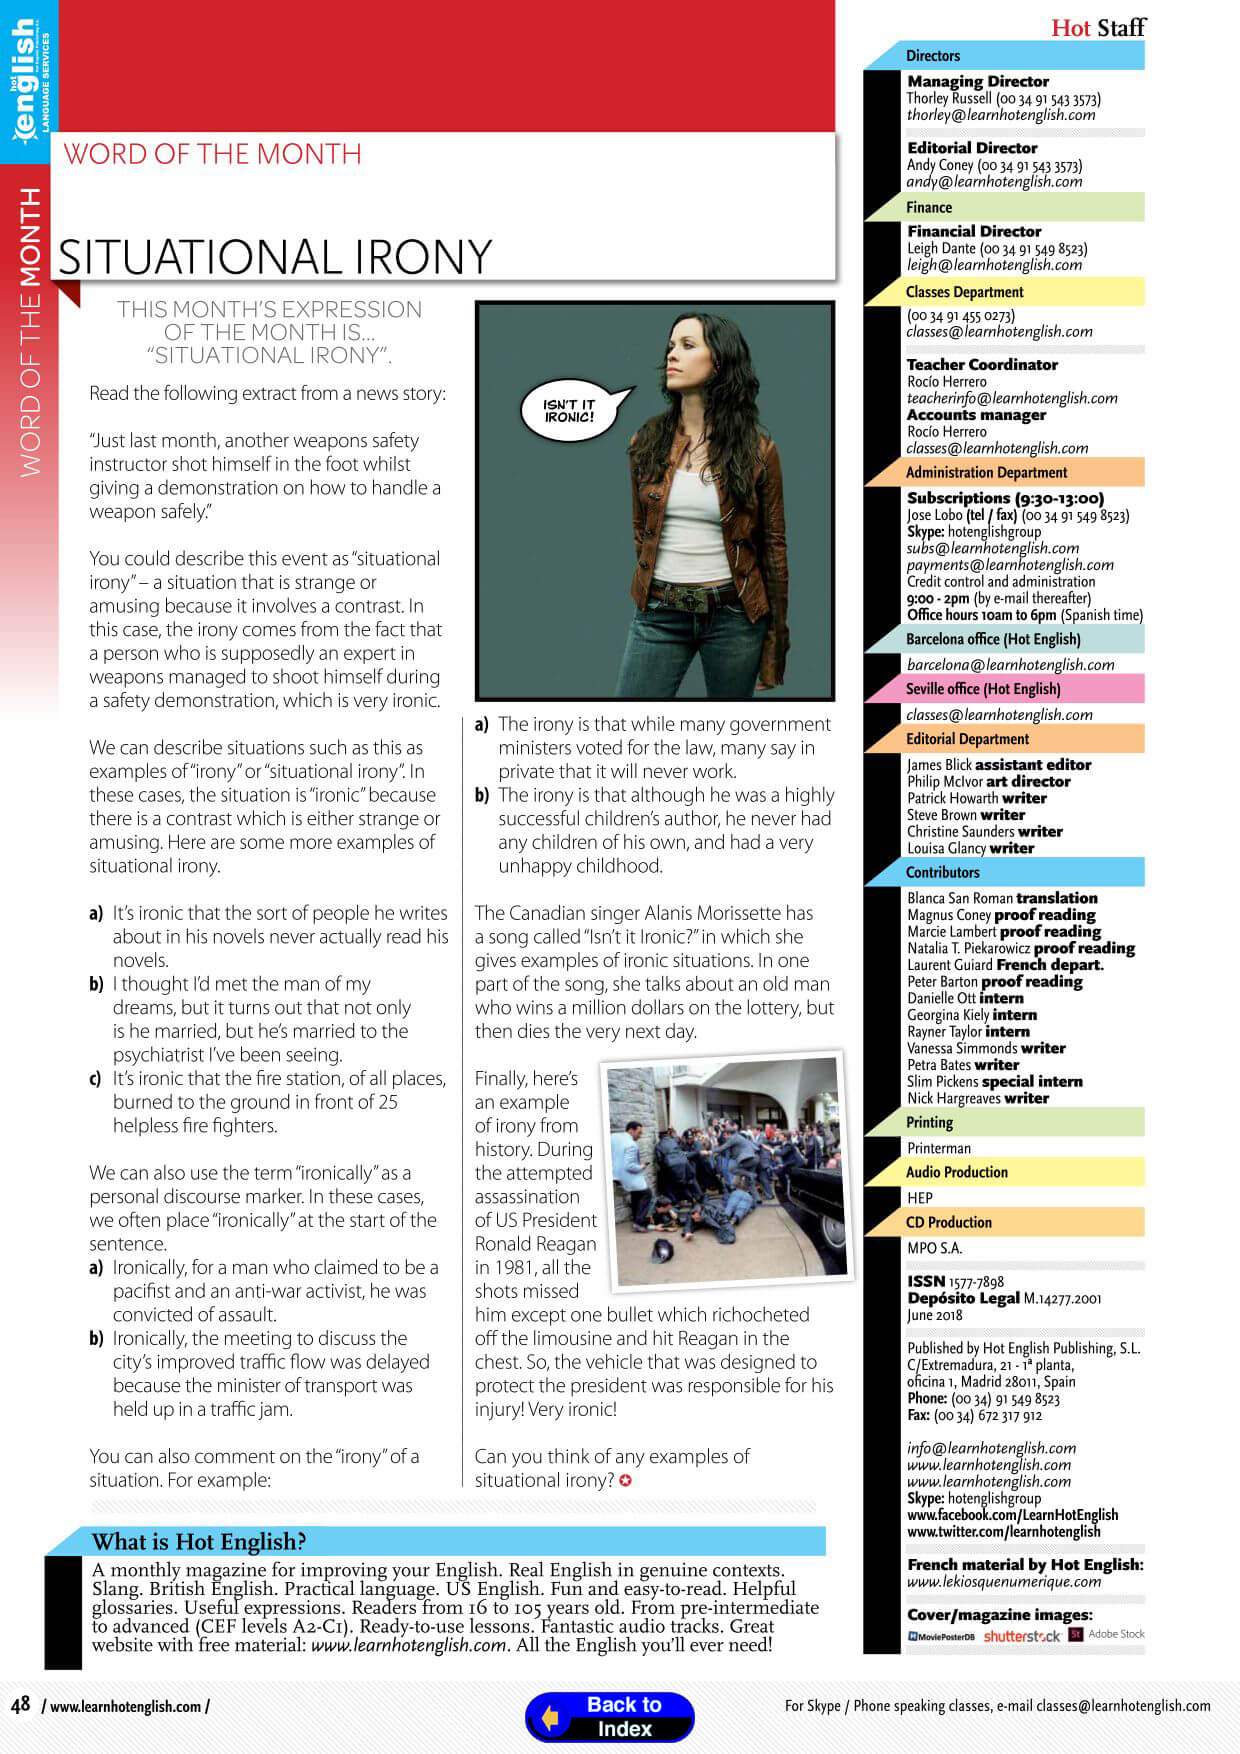 hot
english
LANGUAGE SERVICES
WORD OF THE MONTH
WORD OF THE MONTH
SITUATIONAL IRONY
THIS MONTH'S EXPRESSION
OF THE MONTH IS...
"SITUATIONAL IRONY".
Read the following extract from a news story:
"Just last month, another weapons safety
instructor shot himself in the foot whilst
giving a demonstration on how to handle a
weapon safely."
You could describe this event as "situational
irony" – a situation that is strange or
amusing because it involves a contrast. In
this case, the irony comes from the fact that
a person who is supposedly an expert in
weapons managed to shoot himself during
a safety demonstration, which is very ironic.
We can describe situations such as this as
examples of "irony" or "situational irony". In
these cases, the situation is "ironic" because
there is a contrast which is either strange or
amusing. Here are some more examples of
situational irony.
a) It's ironic that the sort of people he writes
about in his novels never actually read his
novels.
b) I thought I'd met the man of my
dreams, but it turns out that not only
is he married, but he's married to the
psychiatrist I've been seeing.
c) It's ironic that the fire station, of all places,
burned to the ground in front of 25
helpless fire fighters.
We can also use the term "ironically" as a
personal discourse marker. In these cases,
we often place "ironically" at the start of the
sentence.
a) Ironically, for a man who claimed to be a
pacifist and an anti-war activist, he was
convicted of assault.
b) Ironically, the meeting to discuss the
city's improved traffic flow was delayed
because the minister of transport was
held up in a traffic jam.
You can also comment on the "irony" of a
situation. For example:
ISN'T IT
IRONIC!
a) The irony is that while many government
ministers voted for the law, many say in
private that it will never work.
b) The irony is that although he was a highly
successful children's author, he never had
any children of his own, and had a very
unhappy childhood.
The Canadian singer Alanis Morissette has
a song called "Isn't it Ironic?" in which she
gives examples of ironic situations. In one
part of the song, she talks about an old man
who wins a million dollars on the lottery, but
then dies the very next day.
Finally, here's
an example
of irony from
history. During
the attempted
assassination
of US President
Ronald Reagan
in 1981, all the
shots missed
him except one bullet which richocheted
off the limousine and hit Reagan in the
chest. So, the vehicle that was designed to
protect the president was responsible for his
injury! Very ironic!
Can you think of any examples of
situational irony?
What is Hot English?
A monthly magazine for improving your English. Real English in genuine contexts.
Slang. British English. Practical language. US English. Fun and easy-to-read. Helpful
glossaries. Useful expressions. Readers from 16 to 105 years old. From pre-intermediate
to advanced (CEF levels A2-C1). Ready-to-use lessons. Fantastic audio tracks. Great
website with free material: www.learnhotenglish.com. All the English you'll ever need!
Hot Staff
Directors
Managing Director
Thorley Russell (00 34 91 543 3573)
thorley@learnhotenglish.com
Editorial Director
Andy Coney (00 34 91 543 3573)
andy@learnhotenglish.com
Finance
Financial Director
Leigh Dante (00 34 91 549 8523)
leigh@learnhotenglish.com
Classes Department
(00 34 91 455 0273)
classes@learnhotenglish.com
Teacher Coordinator
Rocío Herrero
teacherinfo@learnhotenglish.com
Accounts manager
Rocío Herrero
classes@learnhotenglish.com
Administration Department
Subscriptions (9:30-13:00)
Jose Lobo (tel / fax) (00 34 91 549 8523)
Skype: hotenglishgroup
subs@learnhotenglish.com
payments@learnhotenglish.com
Credit control and administration
9:00 - 2pm (by e-mail thereafter)
Office hours 10am to 6pm (Spanish time)
Barcelona office (Hot English)
barcelona@learnhotenglish.com
Seville office (Hot English)
classes@learnhotenglish.com
Editorial Department
James Blick assistant editor
Philip McIvor art director
Patrick Howarth writer
Steve Brown writer
Christine Saunders writer
Louisa Glancy writer
Contributors
Blanca San Roman translation
Magnus Coney proof reading
Marcie Lambert proof reading
Natalia T. Piekarowicz proof reading
Laurent Guiard French depart.
Peter Barton proof reading
Danielle Ott intern
Georgina Kiely intern
Rayner Taylor intern
Vanessa Simmonds writer
Petra Bates writer
Slim Pickens special intern
Nick Hargreaves writer
Printing
Printerman
Audio Production
HEP
CD Production
MPO S.A.
ISSN 1577-7898
Depósito Legal M.14277.2001
June 2018
Published by Hot English Publishing, S.L.
C/Extremadura, 21 - 1ª planta,
oficina 1, Madrid 28011, Spain
Phone: (00 34) 91 549 8523
Fax: (00 34) 672 317 912
info@learnhotenglish.com
www.learnhotenglish.com
www.learnhotenglish.com
Skype: hotenglishgroup
www.facebook.com/LearnHotEnglish
www.twitter.com/learnhotenglish
French material by Hot English:
www.lekiosquenumerique.com
Cover/magazine images:
MoviePosterDB shutterstock St Adobe Stock
48 / www.learnhotenglish.com /
Back to
Index
For Skype / Phone speaking classes, e-mail classes@learnhotenglish.com